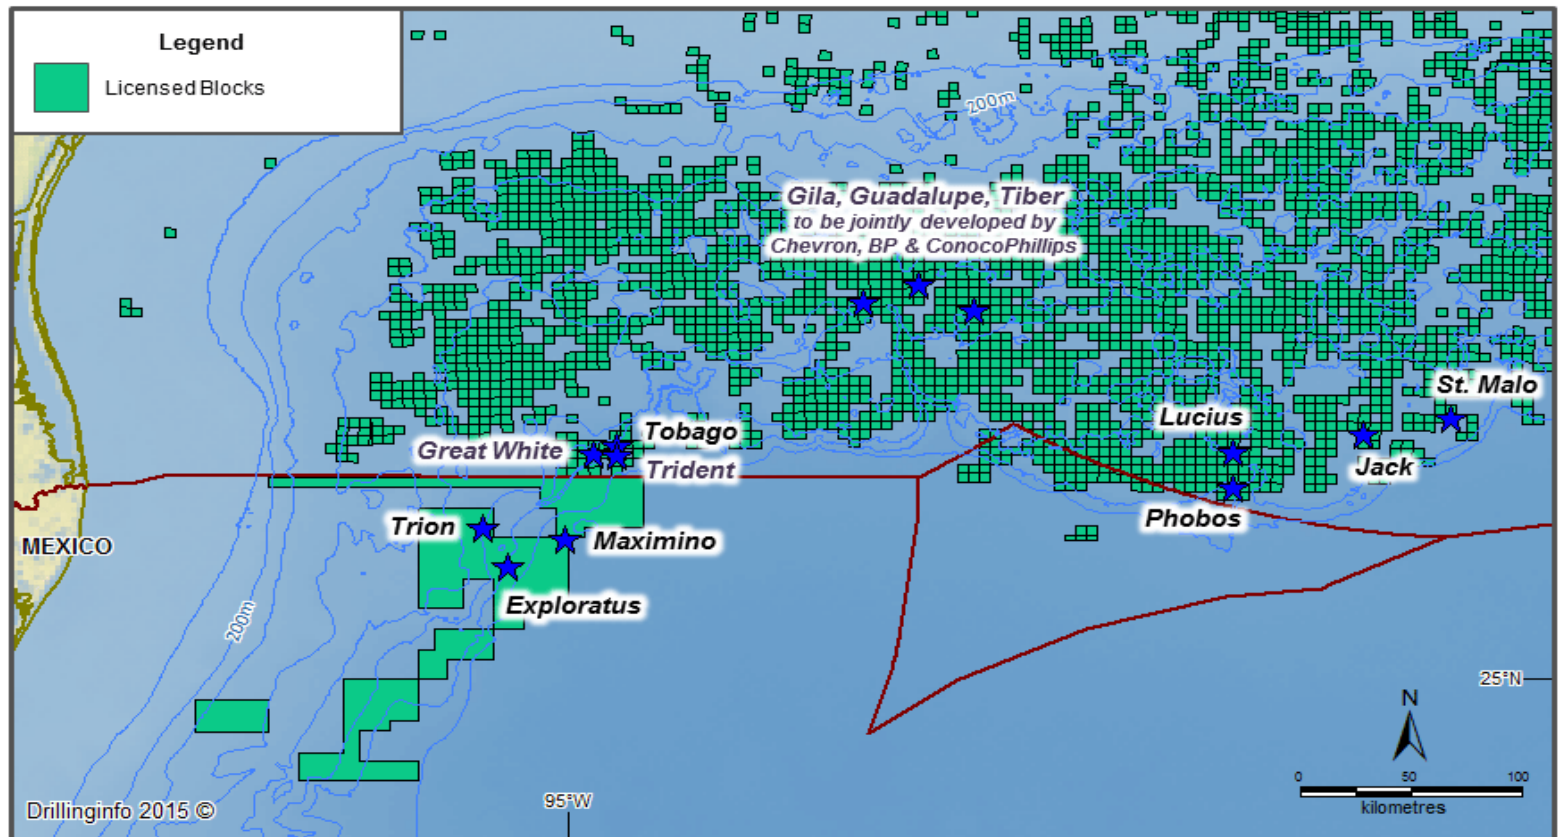 Legend
Licensed Blocks
200m
Gila, Guadalupe, Tiber
to be jointly developed by
Chevron, BP & ConocoPhillips
St. Malo
Lucius
Tobago
Great White
Trident
Jack
Phobos
Trion
Maximino
MEXICO
Exploratus
200m
25°N
N
0 50 100
kilometres
95°W
Drillinginfo 2015 ©